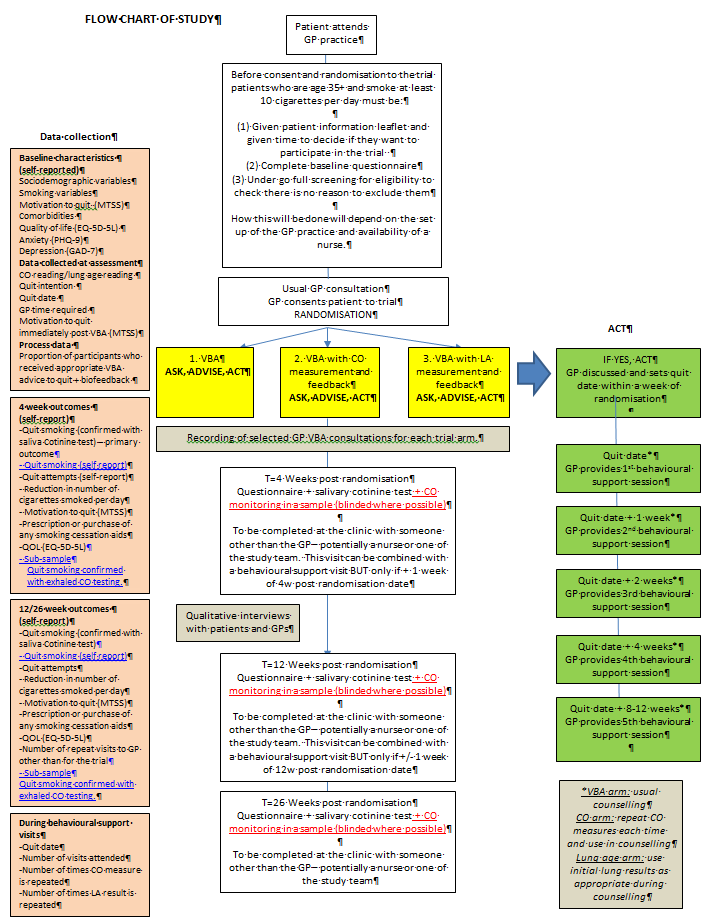 FLOW CHART OF STUDY¶
Patient attends
GP practice¶
Before consent and randomisation to the trial
patients who are age 35+ and smoke at least
10 cigarettes per day must be:¶
¶
(1) Given patient information leaflet and
given time to decide if they want to
participate in the trial. ¶
(2) Complete baseline questionnaire¶
(3) Under go full screening for eligibility to
check there is no reason to exclude them¶
¶
How this will be done will depend on the set
up of the GP practice and availability of a
nurse.¶
Usual GP consultation¶
GP consents patient to trial¶
RANDOMISATION¶
1. VBA¶
ASK, ADVISE, ACT¶
2. VBA with CO
measurement and
feedback¶
ASK, ADVISE, ACT¶
3. VBA with LA
measurement and
feedback¶
ASK, ADVISE, ACT¶
Recording of selected GP VBA consultations for each trial arm.¶
T=4 Weeks post randomisation¶
Questionnaire + salivary cotinine test + CO
monitoring in a sample (blinded where possible)¶
¶
To be completed at the clinic with someone
other than the GP – potentially a nurse or one of
the study team. This visit can be combined with
a behavioural support visit BUT only if + 1 week
of 4w post randomisation date¶
Qualitative interviews
with patients and GPs¶
T=12 Weeks post randomisation¶
Questionnaire + salivary cotinine test + CO
monitoring in a sample (blinded where possible)¶
¶
To be completed at the clinic with someone
other than the GP – potentially a nurse or one of
the study team. This visit can be combined with
a behavioural support visit BUT only if +/- 1 week
of 12w post randomisation date¶
T=26 Weeks post randomisation¶
Questionnaire + salivary cotinine test + CO
monitoring in a sample (blinded where possible)¶
¶
To be completed at the clinic with someone
other than the GP – potentially a nurse or one of
the study team¶
Data collection¶
Baseline characteristics ¶
(self-reported)¶
Sociodemographic variables¶
Smoking variables¶
Motivation to quit (MTSS)¶
Comorbidities ¶
Quality of life (EQ-5D-5L)¶
Anxiety (PHQ-9)¶
Depression (GAD-7)¶
Data collected at assessment¶
CO reading/lung age reading¶
Quit intention¶
Quit date¶
GP time required¶
Motivation to quit
immediately post VBA (MTSS)¶
Process data¶
Proportion of participants who
received appropriate VBA
advice to quit + biofeedback¶
4 week outcomes ¶
(self-report)¶
-Quit smoking (confirmed with
saliva Cotinine test) – primary
outcome¶
- Quit smoking (self-report)¶
-Quit attempts (self-report)¶
- Reduction in number of
cigarettes smoked per day¶
- Motivation to quit (MTSS)¶
-Prescription or purchase of
any smoking cessation aids¶
-QOL (EQ-5D-5L)¶
- Sub-sample¶
Quit smoking confirmed
with exhaled CO testing.¶
12/26 week outcomes ¶
(self-report)¶
-Quit smoking (confirmed with
saliva Cotinine test)¶
- Quit smoking (self-report)¶
-Quit attempts¶
- Reduction in number of
cigarettes smoked per day¶
- Motivation to quit (MTSS)¶
-Prescription or purchase of
any smoking cessation aids¶
-QOL (EQ-5D-5L)¶
-Number of repeat visits to GP
other than for the trial¶
- Sub-sample¶
Quit smoking confirmed with
exhaled CO testing.¶
During behavioural support
visits¶
-Quit date¶
-Number of visits attended¶
-Number of times CO measure
is repeated¶
-Number of times LA result is
repeated¶
ACT¶
IF YES, ACT¶
GP discussed and sets quit
date within a week of
randomisation¶
¶
Quit date*¶
GP provides 1st behavioural
support session¶
Quit date + 1 week*¶
GP provides 2nd behavioural
support session¶
Quit date + 2 weeks*¶
GP provides 3rd behavioural
support session¶
Quit date + 4 weeks*¶
GP provides 4th behavioural
support session¶
Quit date + 8-12 weeks*¶
GP provides 5th behavioural
support session¶
¶
*VBA arm: usual
counselling¶
CO arm: repeat CO
measures each time
and use in counselling¶
Lung age arm: use
initial lung results as
appropriate during
counselling¶